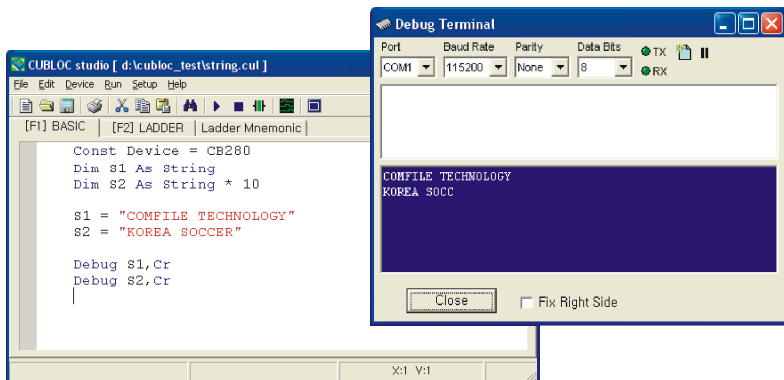 CUBLOC studio [ d:\cubloc_test\string.cul ]
File Edit Device Run Setup Help
[F1] BASIC [F2] LADDER Ladder Mnemonic
Const Device = CB280
Dim S1 As String
Dim S2 As String * 10
S1 = "COMFILE TECHNOLOGY"
S2 = "KOREA SOCCER"
Debug S1,Cr
Debug S2,Cr
X:1 Y:1
Debug Terminal
Port Baud Rate Parity Data Bits
COM1 115200 None 8
TX
RX
COMFILE TECHNOLOGY
KOREA SOCC
Close Fix Right Side